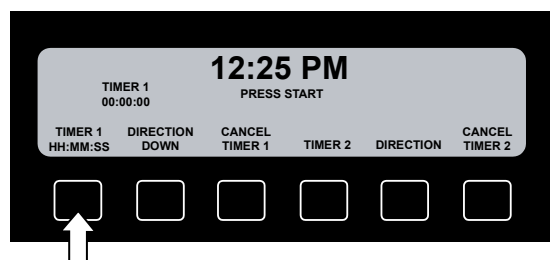 12:25 PM
TIMER 1
00:00:00
PRESS START
TIMER 1
HH:MM:SS
DIRECTION
DOWN
CANCEL
TIMER 1
TIMER 2
DIRECTION
CANCEL
TIMER 2